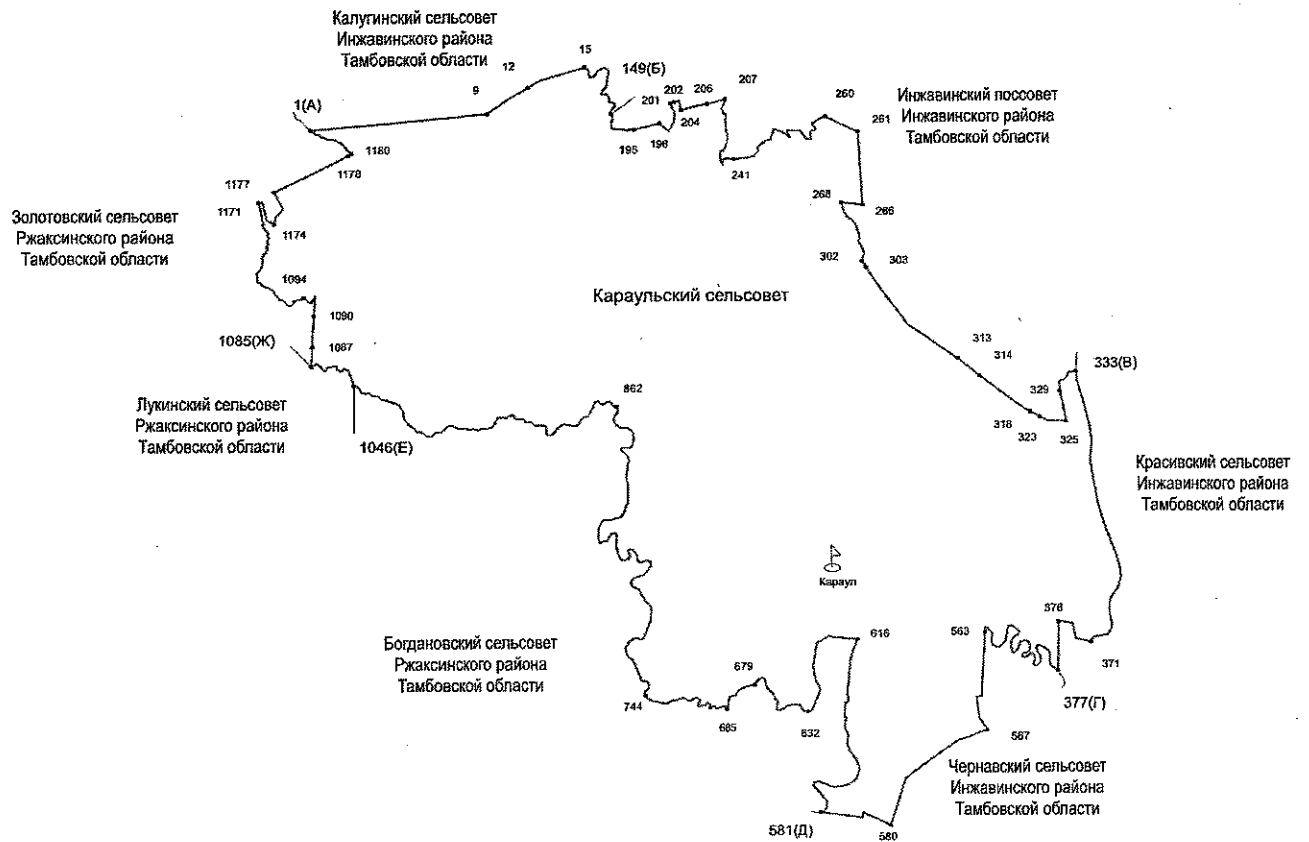 Калугинский сельсовет
Инжавинского района
Тамбовской области
15
12
149(Б)
9
201
202
206
207
1(А)
204
260
261
Инжавинский поссовет
Инжавинского района
Тамбовской области
195
196
1180
1178
241
1177
1171
268
266
Золотовский сельсовет
Ржаксинского района
Тамбовской области
1174
302
303
1094
Караульский сельсовет
1090
1085(Ж)
1087
313
314
333(В)
329
862
318
323
325
Лукинский сельсовет
Ржаксинского района
Тамбовской области
1046(Е)
Красивский сельсовет
Инжавинского района
Тамбовской области
Караул
376
563
616
371
Богдановский сельсовет
Ржаксинского района
Тамбовской области
679
744
685
632
377(Г)
567
Чернавский сельсовет
Инжавинского района
Тамбовской области
581(Д)
580